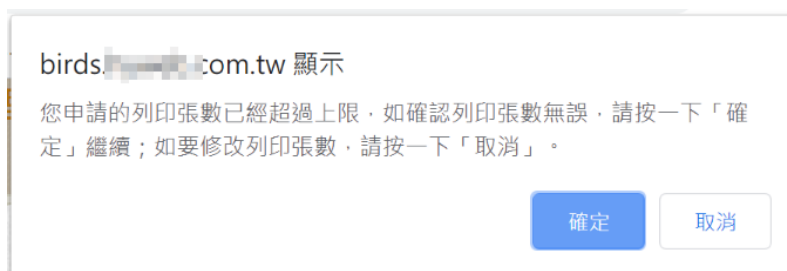 birds. com.tw 顯示
您申請的列印張數已經超過上限，如確認列印張數無誤，請按一下「確
定」繼續；如要修改列印張數，請按一下「取消」。
確定
取消